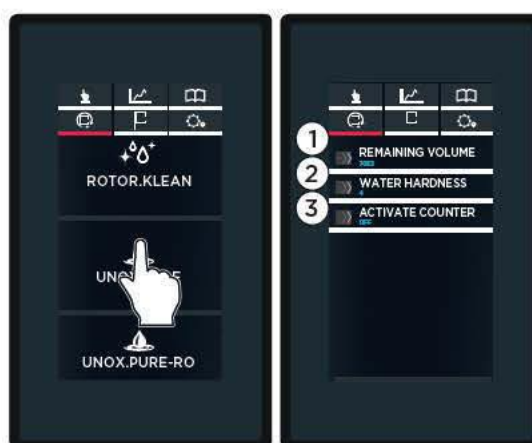 ROTOR.KLEAN
UNOX.PURE-RO
1
REMAINING VOLUME
2
WATER HARDNESS
3
ACTIVATE COUNTER
OFF